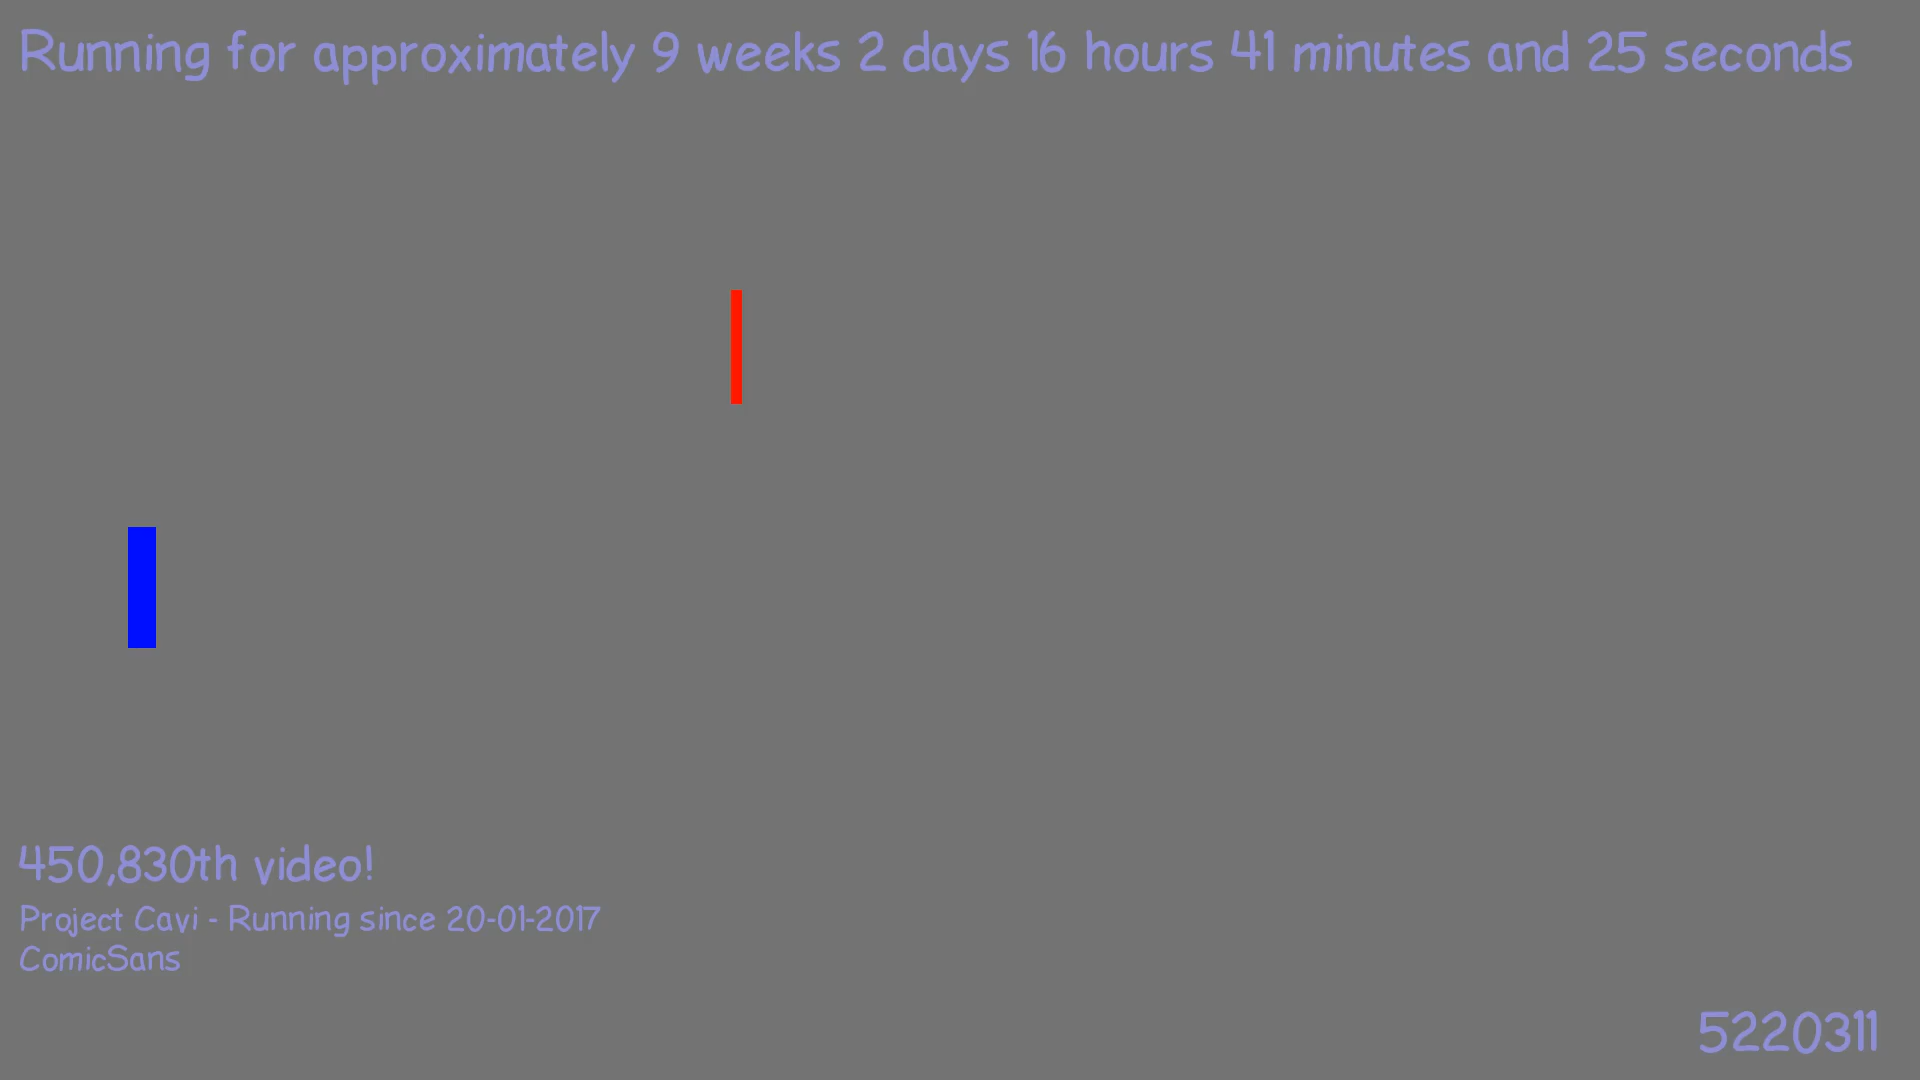 Running for approximately 9 weeks 2 days 16 hours 41 minutes and 25 seconds
450,830th video!
Project Cavi - Running since 20-01-2017
ComicSans
5220311